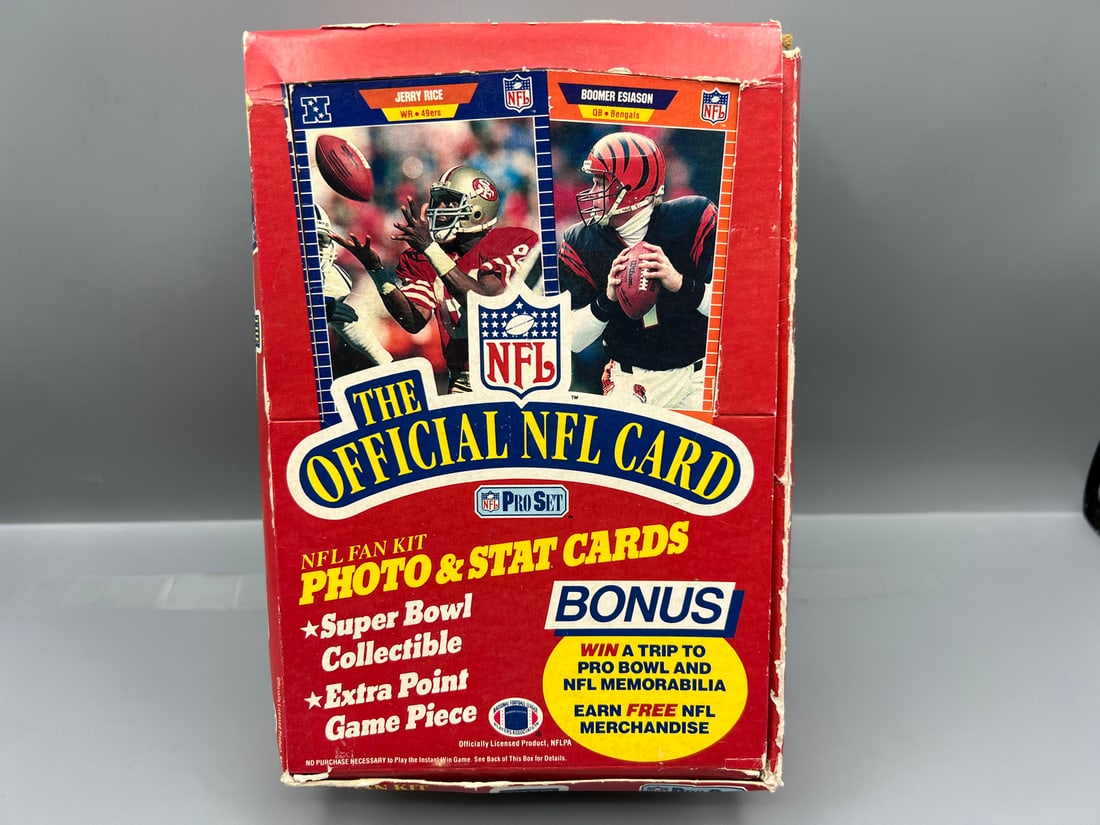 JERRY RICE
WR • 49ers
NFL
BOOMER ESIASON
QB • Bengals
NFL
NFL
THE
OFFICIAL NFL CARD
NFL PRO SET
NFL FAN KIT
PHOTO & STAT CARDS
★Super Bowl
Collectible
★Extra Point
Game Piece
BONUS
WIN A TRIP TO
PRO BOWL AND
NFL MEMORABILIA
EARN FREE NFL
MERCHANDISE
Officially Licensed Product, NFLPA
NO PURCHASE NECESSARY to Play the Instant Win Game. See Back of This Box for Details.
FAN KIT